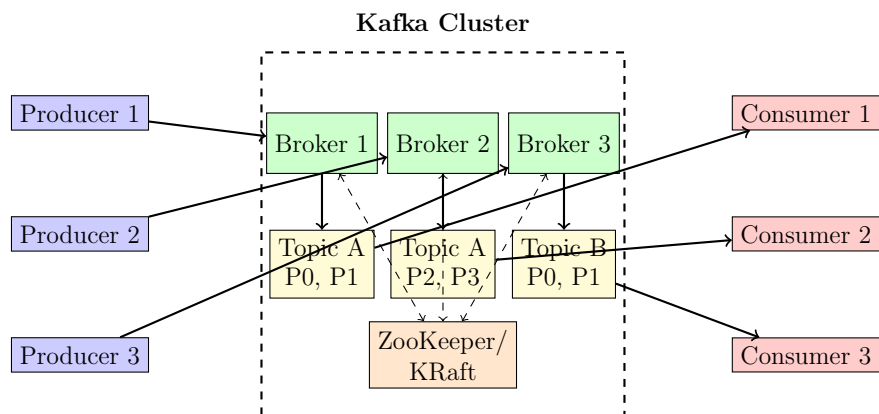 Kafka Cluster
Producer 1
Producer 2
Producer 3
Broker 1
Broker 2
Broker 3
Topic A
P0, P1
Topic A
P2, P3
Topic B
P0, P1
ZooKeeper/
KRaft
Consumer 1
Consumer 2
Consumer 3